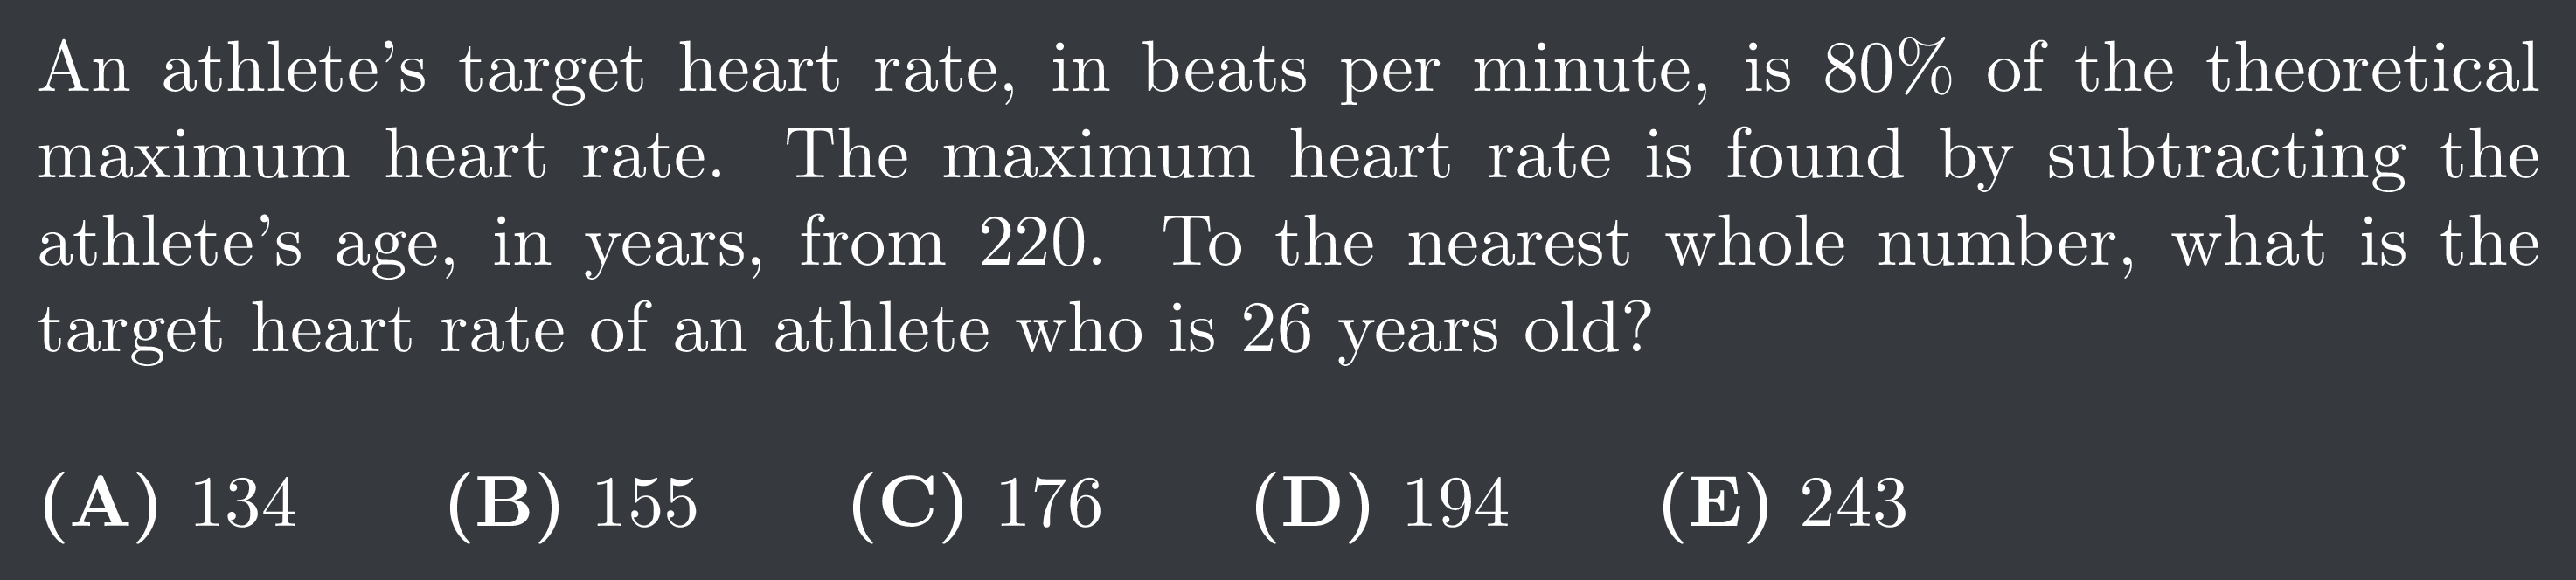 An athlete's target heart rate, in beats per minute, is 80% of the theoretical
maximum heart rate. The maximum heart rate is found by subtracting the
athlete's age, in years, from 220. To the nearest whole number, what is the
target heart rate of an athlete who is 26 years old?
(A) 134 (B) 155 (C) 176 (D) 194 (E) 243